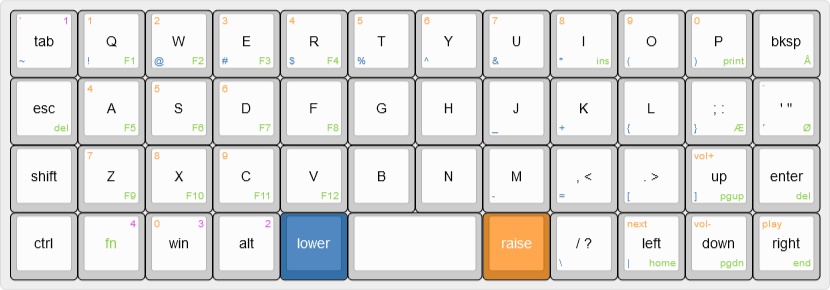 ` 1 1 2 3 4 5 6 7 8 9 0
tab Q W E R T Y U I O P bksp
~ ! F1 @ F2 # F3 $ F4 % ^ & * ins ( ) print Å
4 5 6
esc A S D F G H J K L ; : ' "
del F5 F6 F7 F8 _ + { } Æ Ø
7 8 9 vol+
shift Z X C V B N M , < . > up enter
F9 F10 F11 F12 - = [ ] pgup del
4 0 3 2 next vol- play
ctrl fn win alt lower raise / ? left down right
\ | home pgdn end